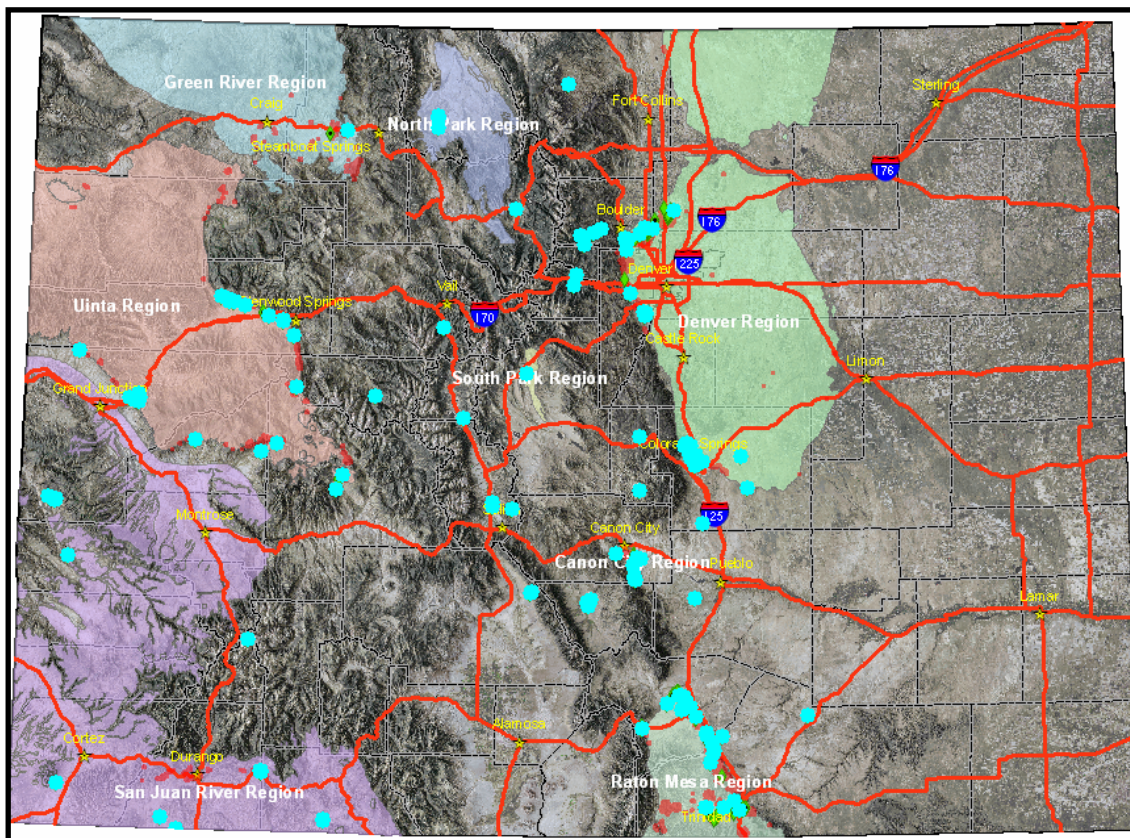 Green River Region
Craig
Sterling
Fort Collins
North Park Region
Steamboat Springs
I 76
Boulder
I 76
I 225
Denver
Uinta Region
Glenwood Springs
Vail
I 70
Denver Region
Castle Rock
Limon
South Park Region
Grand Junction
Colorado Springs
I 25
Montrose
Canon City
Canon City Region
Pueblo
Lamar
Alamosa
Cortez
Durango
San Juan River Region
Raton Mesa Region
Trinidad